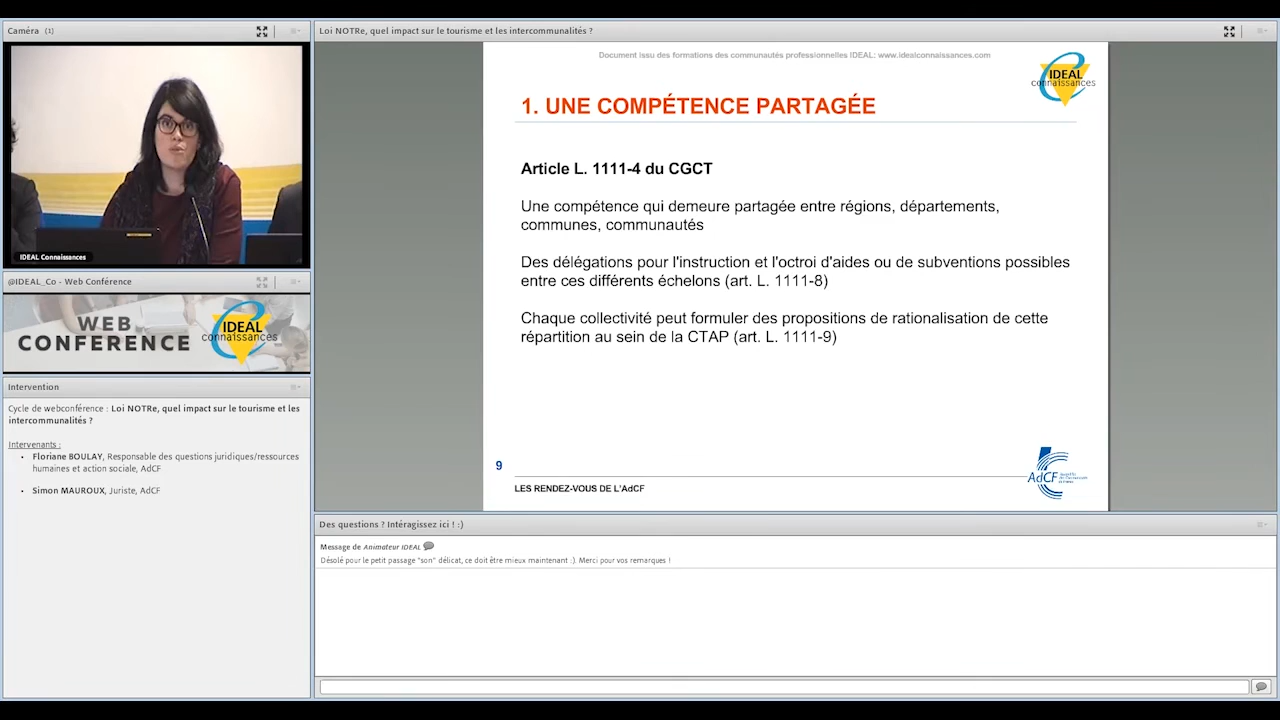 Caméra (1)
IDEAL Connaissances
@IDEAL_Co - Web Conférence
WEB
CONFERENCE
IDEAL
connaissances
Intervention
Cycle de webconférence : Loi NOTRe, quel impact sur le tourisme et les
intercommunalités ?
Intervenants :
Floriane BOULAY, Responsable des questions juridiques/ressources
humaines et action sociale, AdCF
Simon MAUROUX, Juriste, AdCF
Loi NOTRe, quel impact sur le tourisme et les intercommunalités ?
Document issu des formations des communautés professionnelles IDEAL: www.idealconnaissances.com
IDEAL
connaissances
1. UNE COMPÉTENCE PARTAGÉE
Article L. 1111-4 du CGCT
Une compétence qui demeure partagée entre régions, départements,
communes, communautés
Des délégations pour l'instruction et l'octroi d'aides ou de subventions possibles
entre ces différents échelons (art. L. 1111-8)
Chaque collectivité peut formuler des propositions de rationalisation de cette
répartition au sein de la CTAP (art. L. 1111-9)
9
LES RENDEZ-VOUS DE L'AdCF
AdCF
Des questions ? Intéragissez ici ! :)
Message de Animateur IDEAL
Désolé pour le petit passage "son" délicat, ce doit être mieux maintenant :). Merci pour vos remarques !